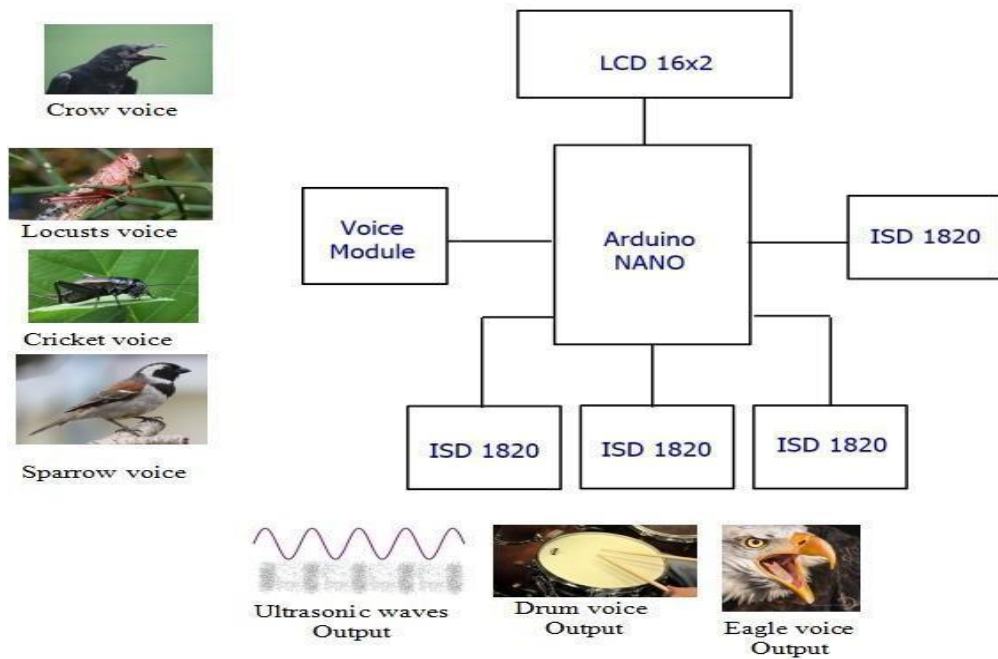 LCD 16x2
Crow voice
Locusts voice
Voice
Module
Arduino
NANO
ISD 1820
Cricket voice
Sparrow voice
ISD 1820
ISD 1820
ISD 1820
Ultrasonic waves
Output
Drum voice
Output
Eagle voice
Output